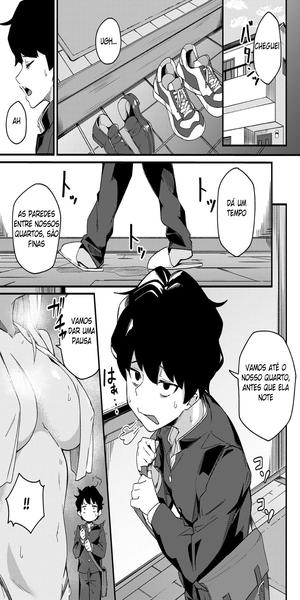 CHEGUEI
UGH...
AH
DÁ UM
TEMPO
AS PAREDES
ENTRE NOSSOS
QUARTOS, SÃO
FINAS
VAMOS ATÉ O
NOSSO QUARTO,
ANTES QUE ELA
NOTE
VAMOS
DAR UMA
PAUSA
!!